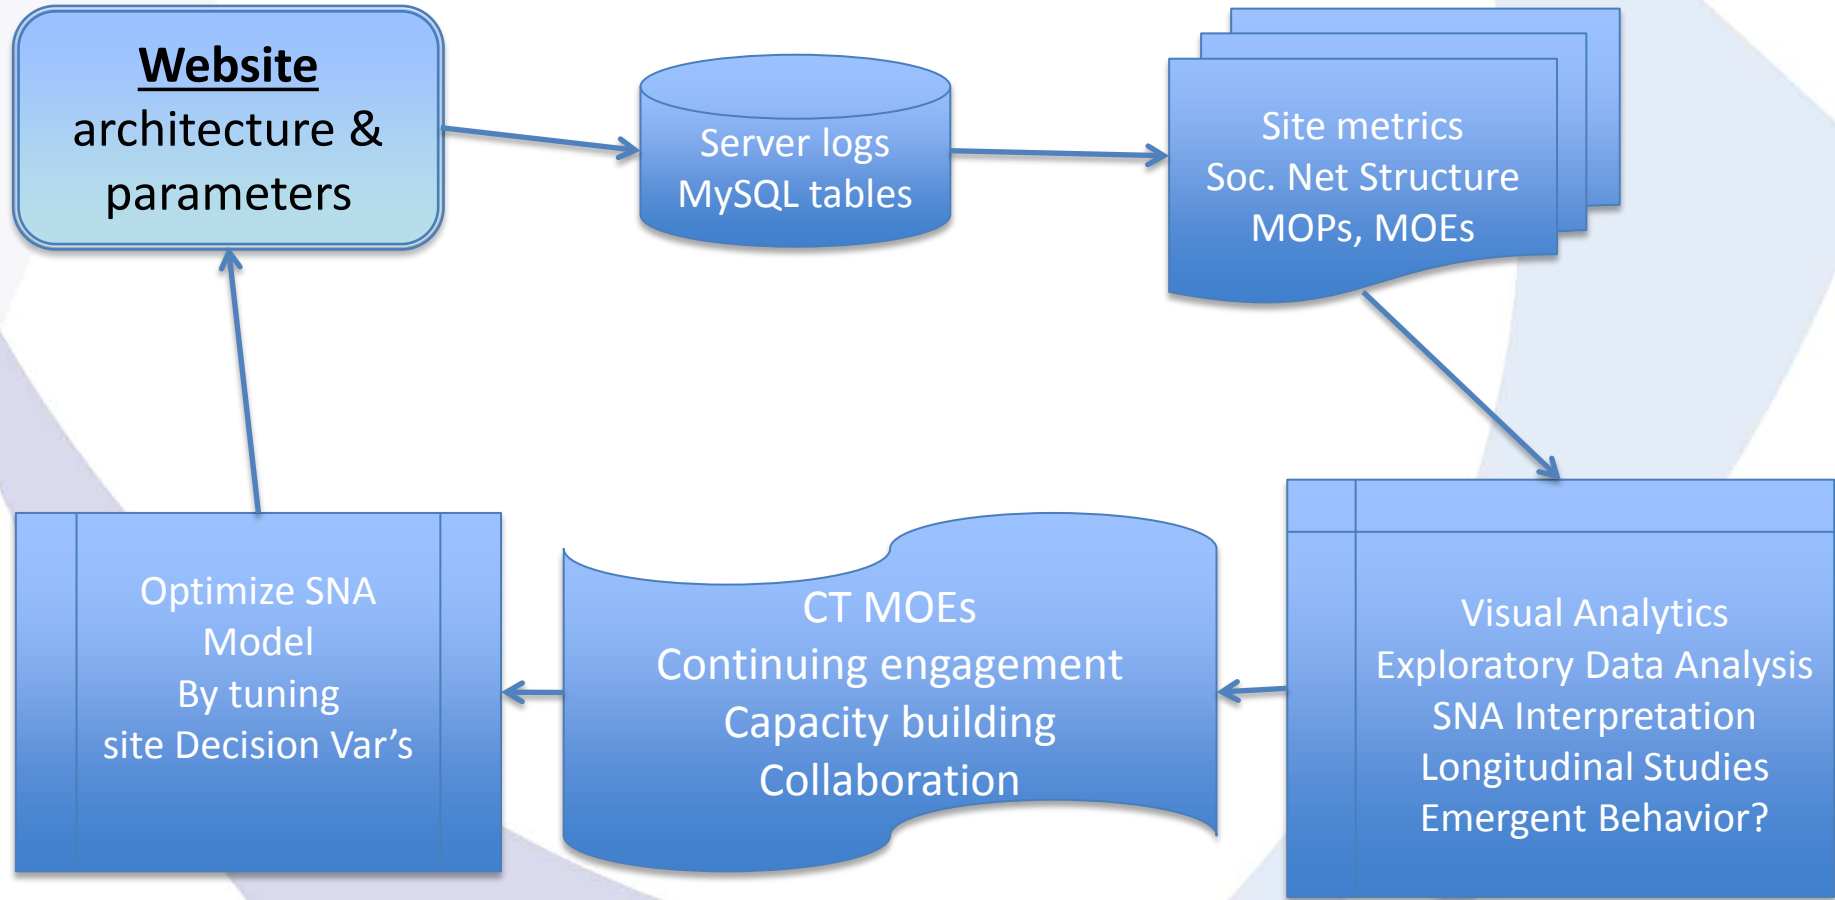 Website
architecture &
parameters
Server logs
MySQL tables
Site metrics
Soc. Net Structure
MOPs, MOEs
Optimize SNA
Model
By tuning
site Decision Var’s
CT MOEs
Continuing engagement
Capacity building
Collaboration
Visual Analytics
Exploratory Data Analysis
SNA Interpretation
Longitudinal Studies
Emergent Behavior?